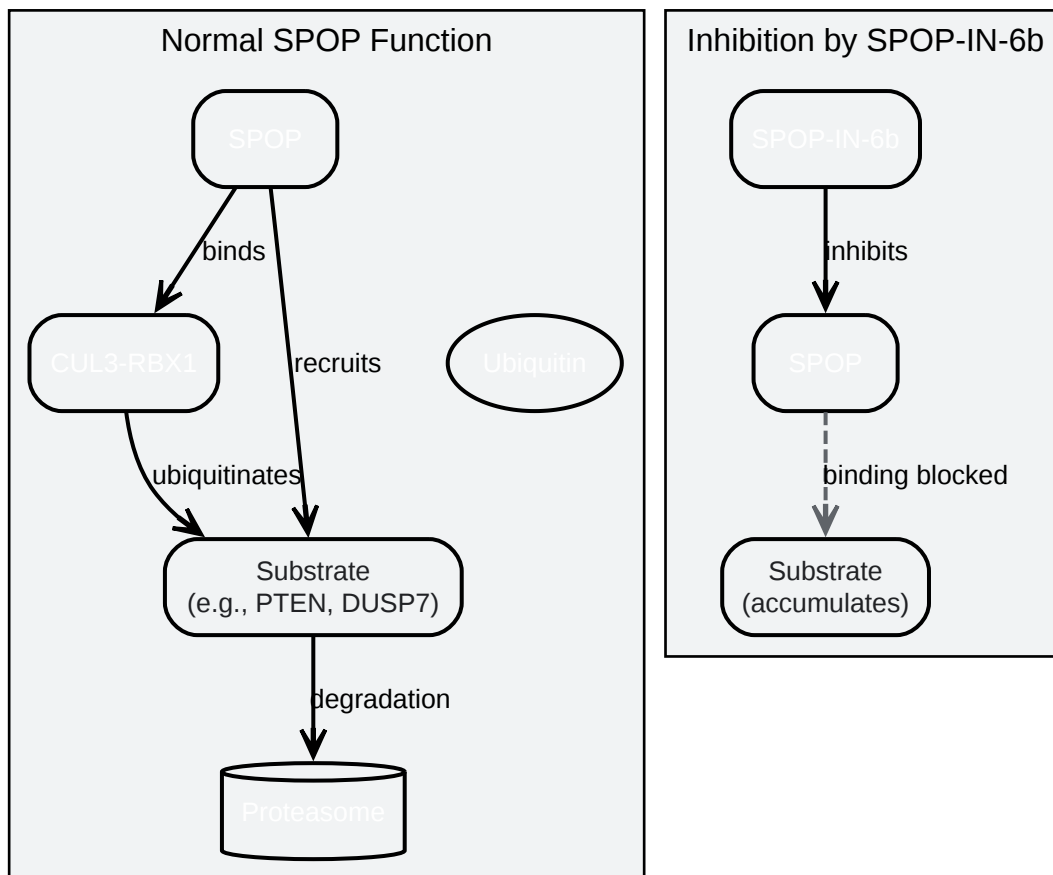 Normal SPOP Function
SPOP
binds
CUL3-RBX1
recruits
Ubiquitin
ubiquitinates
Substrate
(e.g., PTEN, DUSP7)
degradation
Proteasome
Inhibition by SPOP-IN-6b
SPOP-IN-6b
inhibits
SPOP
binding blocked
Substrate
(accumulates)